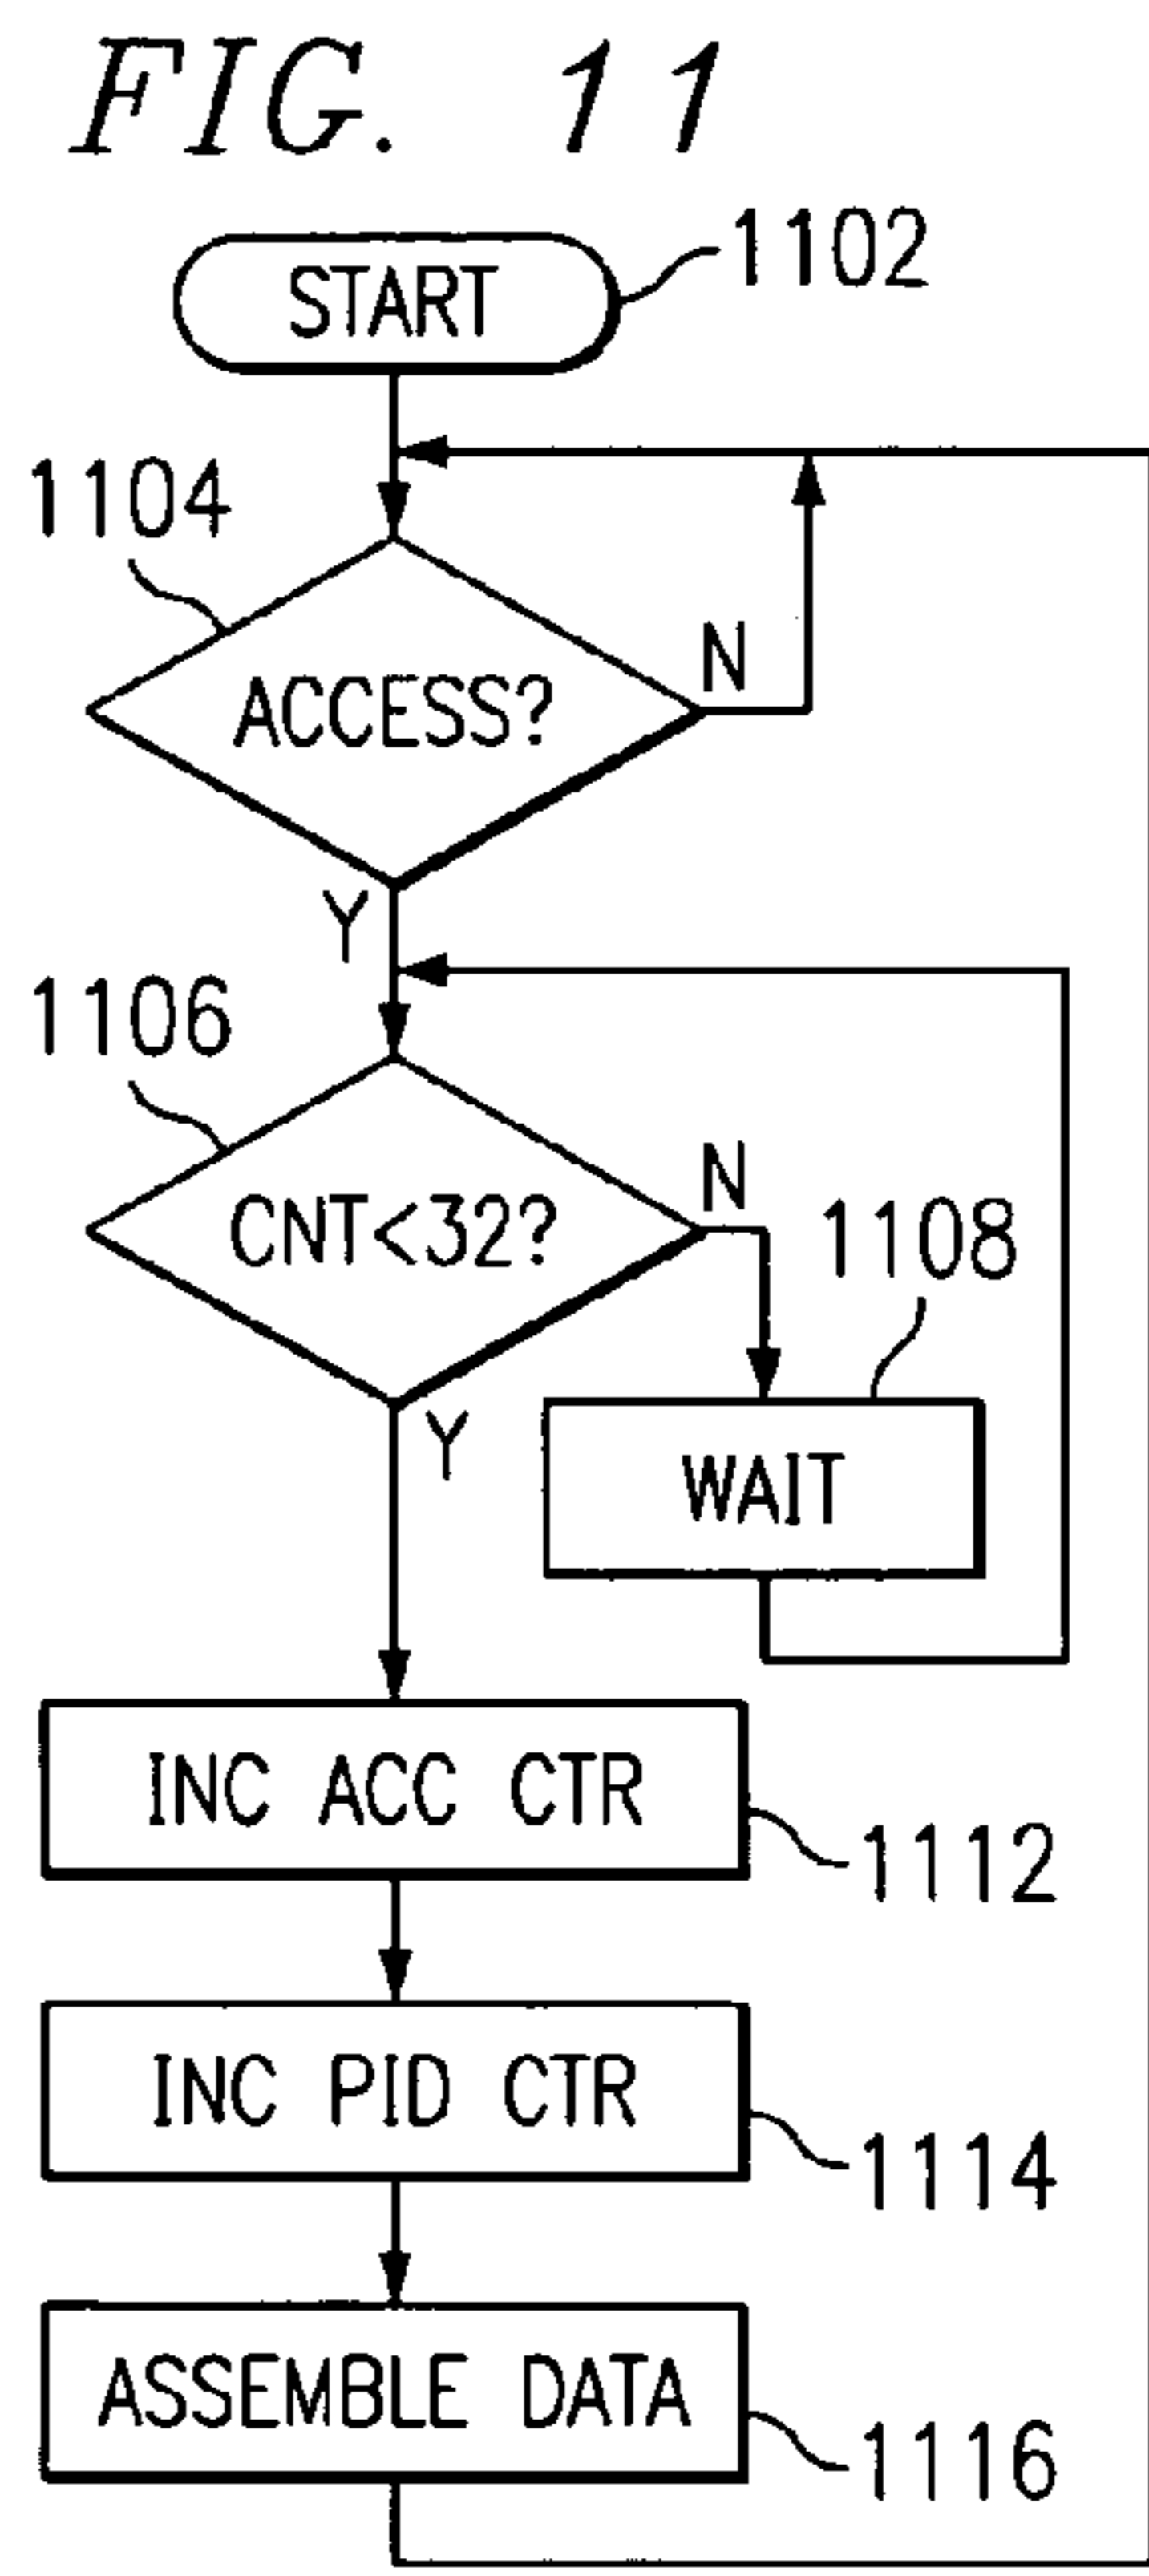 FIG. 11
START
1102
1104
ACCESS?
N
Y
1106
CNT<32?
N
1108
Y
WAIT
INC ACC CTR
1112
INC PID CTR
1114
ASSEMBLE DATA
1116